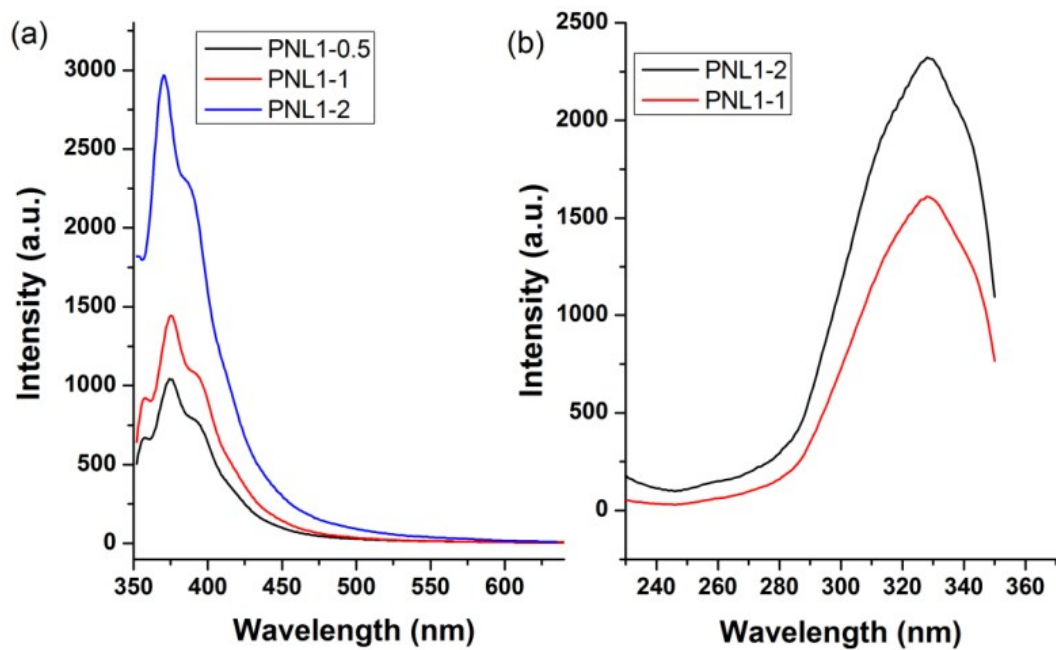 (a)
PNL1-0.5
PNL1-1
PNL1-2
Intensity (a.u.)
3000
2500
2000
1500
1000
500
0
350 400 450 500 550 600
Wavelength (nm)
(b)
PNL1-2
PNL1-1
Intensity (a.u.)
2500
2000
1500
1000
500
0
240 260 280 300 320 340 360
Wavelength (nm)